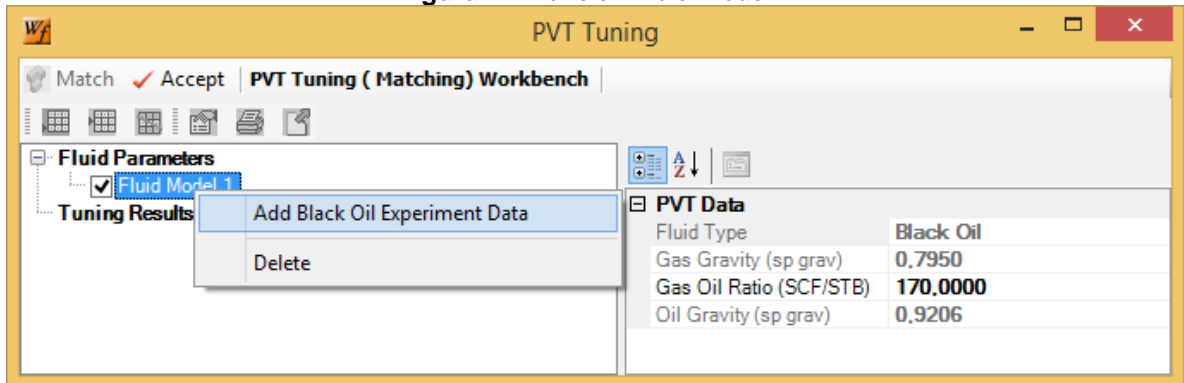 Wf
PVT Tuning
Match Accept PVT Tuning ( Matching) Workbench
Fluid Parameters
Fluid Model 1
Tuning Results
Add Black Oil Experiment Data
Delete
PVT Data
Fluid Type Black Oil
Gas Gravity (sp grav) 0,7950
Gas Oil Ratio (SCF/STB) 170,0000
Oil Gravity (sp grav) 0,9206